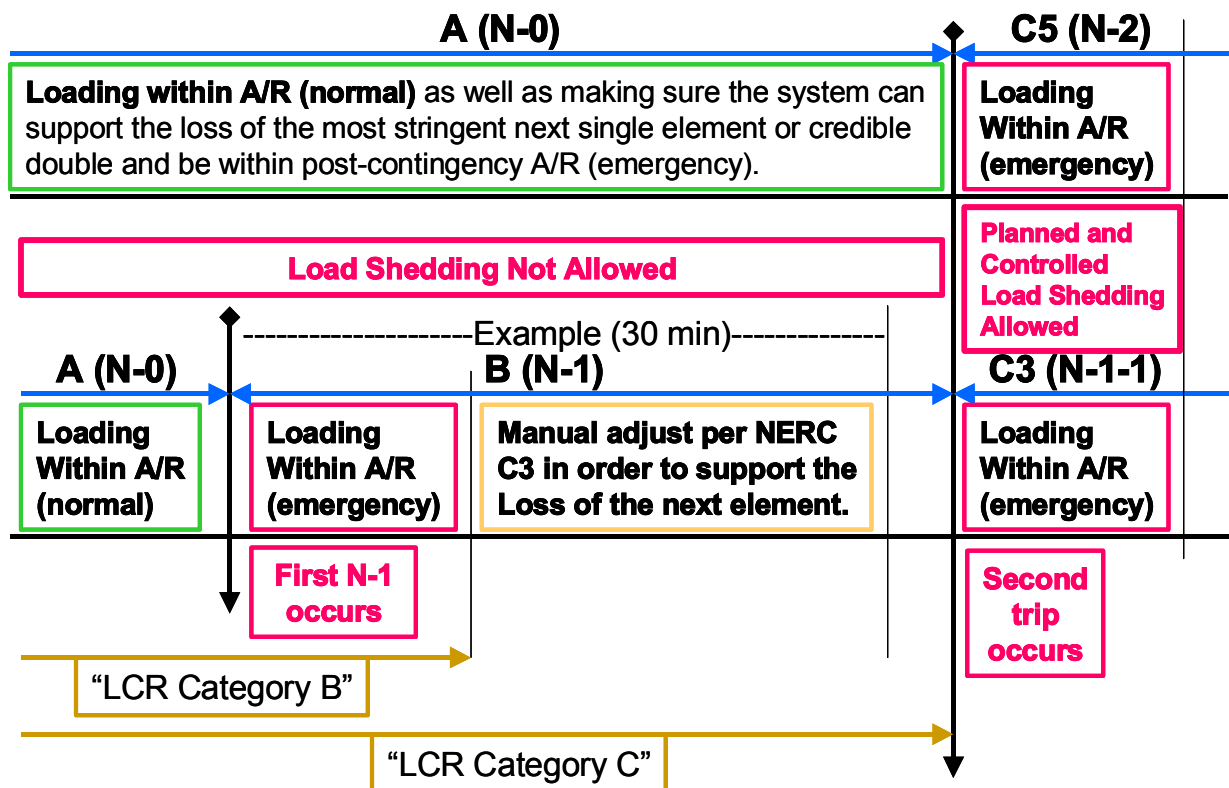 A (N-0)
C5 (N-2)
Loading within A/R (normal) as well as making sure the system can
support the loss of the most stringent next single element or credible
double and be within post-contingency A/R (emergency).
Loading
Within A/R
(emergency)
Load Shedding Not Allowed
Planned and
Controlled
Load Shedding
Allowed
Example (30 min)
A (N-0)
B (N-1)
C3 (N-1-1)
Loading
Within A/R
(normal)
Loading
Within A/R
(emergency)
Manual adjust per NERC
C3 in order to support the
Loss of the next element.
Loading
Within A/R
(emergency)
First N-1
occurs
Second
trip
occurs
“LCR Category B”
“LCR Category C”